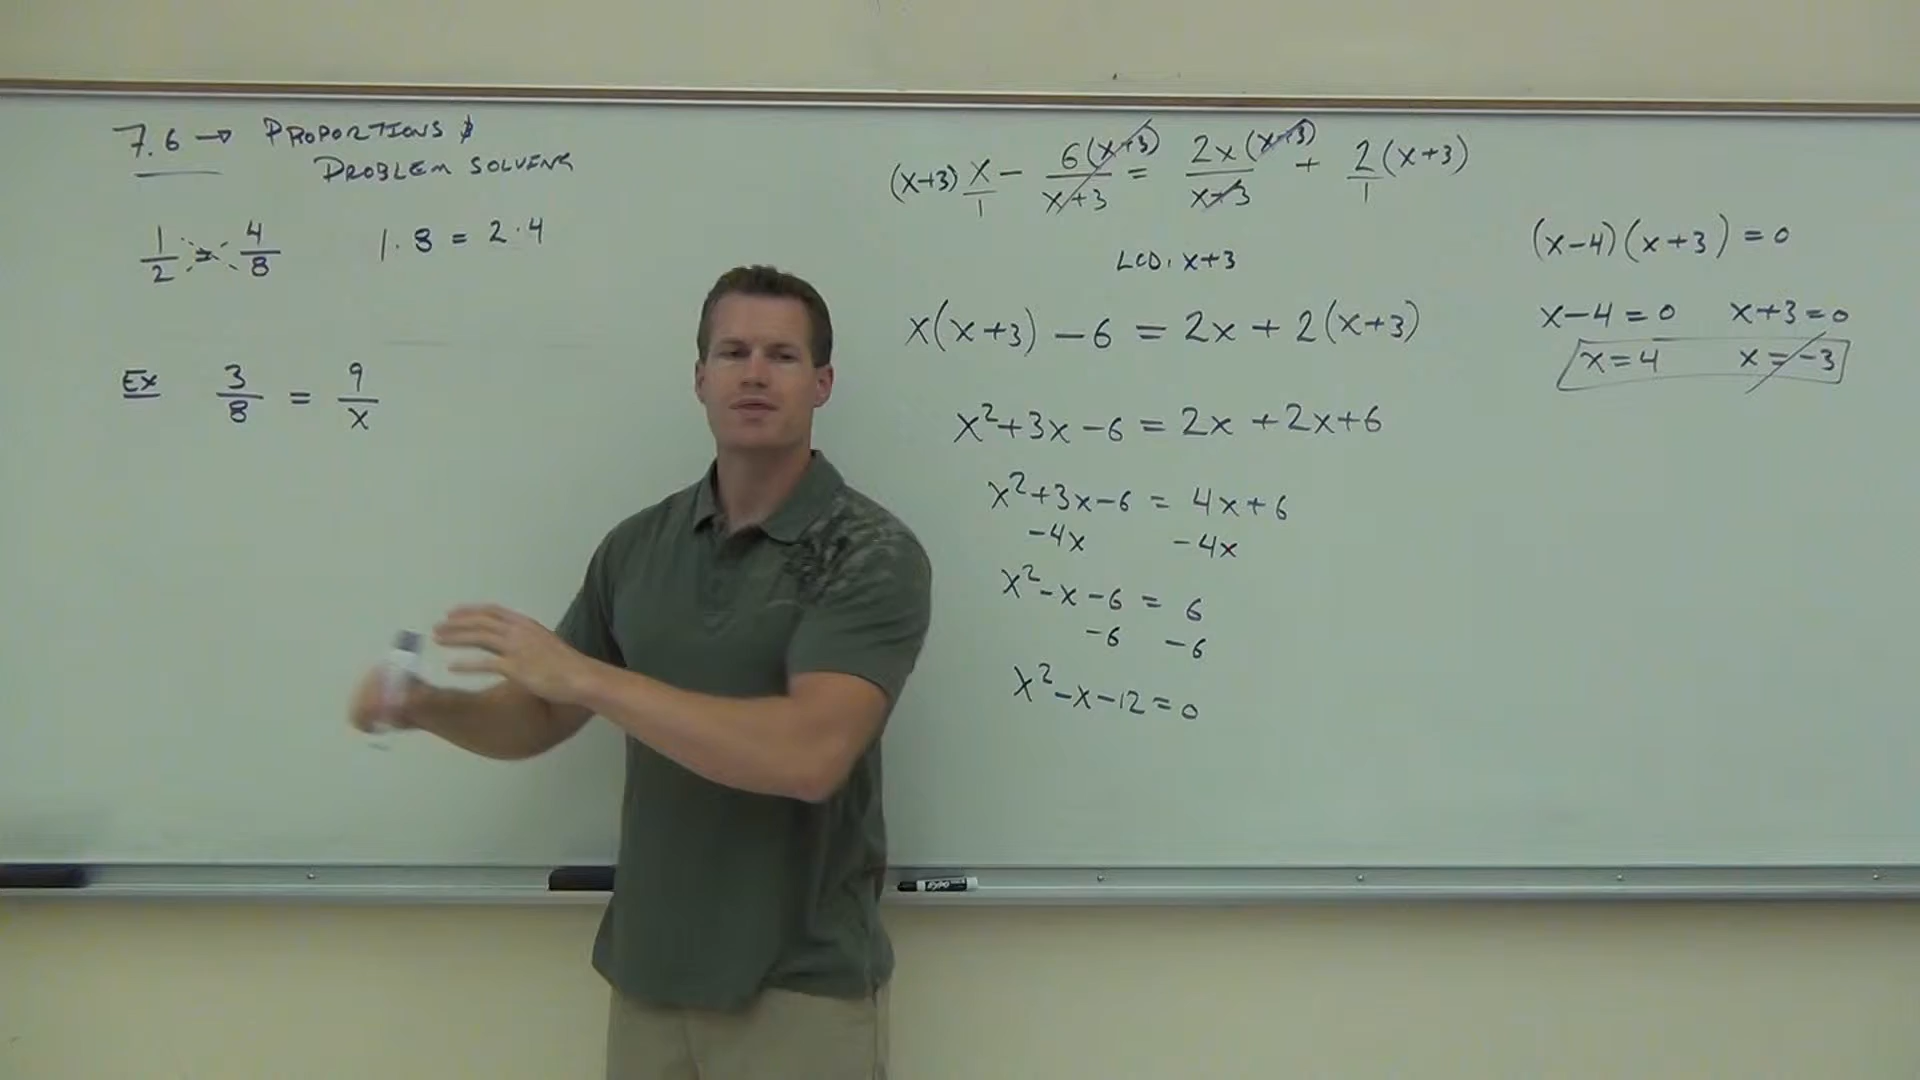 7.6 → PROPORTIONS &
PROBLEM SOLVING
1/2 = 4/8    1·8 = 2·4
Ex  3/8 = 9/x
(x+3) x/1 - 6(x+3)/(x+3) = 2x(x+3)/(x+3) + 2(x+3)/1
LCD: x+3
x(x+3) - 6 = 2x + 2(x+3)
x²+3x-6 = 2x+2x+6
x²+3x-6 = 4x+6
-4x    -4x
x²-x-6 = 6
-6    -6
x²-x-12=0
(x-4)(x+3)=0
x-4=0    x+3=0
x=4    x=-3
EXPO